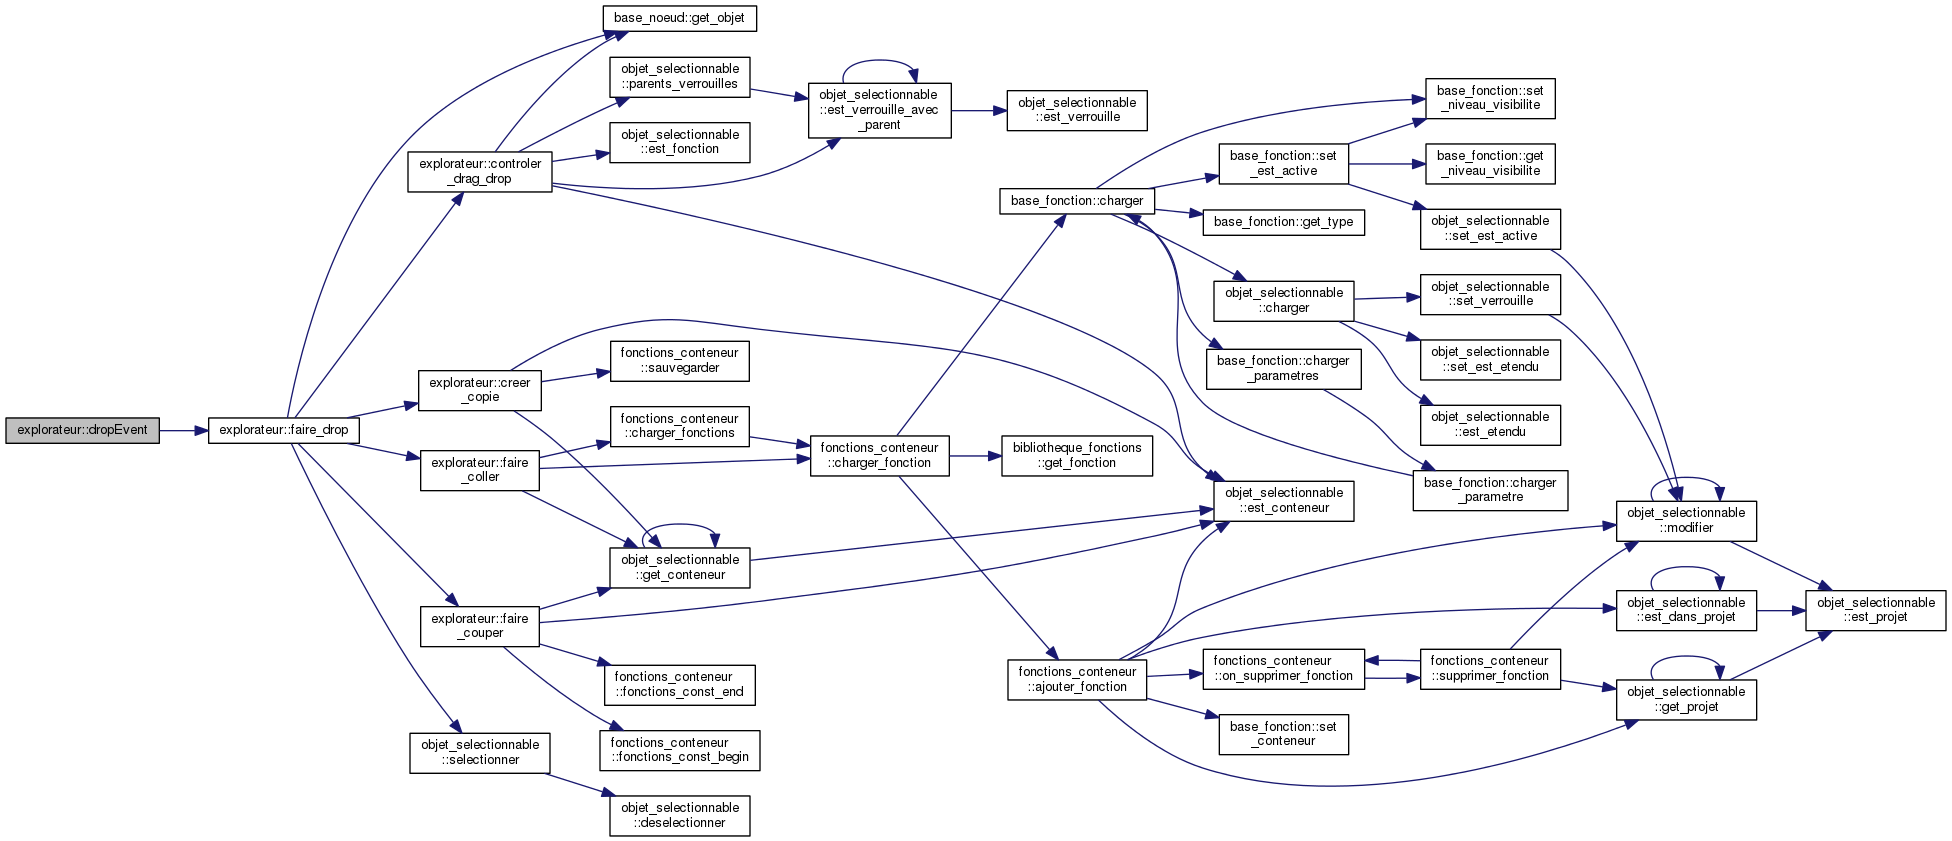 explorateur::dropEvent
explorateur::faire_drop
explorateur::controler
_drag_drop
explorateur::creer
_copie
explorateur::faire
_coller
explorateur::faire
_couper
objet_selectionnable
::selectionner
base_noeud::get_objet
objet_selectionnable
::parents_verrouilles
objet_selectionnable
::est_fonction
fonctions_conteneur
::sauvegarder
fonctions_conteneur
::charger_fonctions
objet_selectionnable
::get_conteneur
fonctions_conteneur
::fonctions_const_end
fonctions_conteneur
::fonctions_const_begin
objet_selectionnable
::deselectionner
objet_selectionnable
::est_verrouille_avec
_parent
fonctions_conteneur
::charger_fonction
objet_selectionnable
::est_verrouille
base_fonction::charger
bibliotheque_fonctions
::get_fonction
fonctions_conteneur
::ajouter_fonction
base_fonction::set
_est_active
base_fonction::get_type
objet_selectionnable
::charger
base_fonction::charger
_parametres
objet_selectionnable
::est_conteneur
fonctions_conteneur
::on_supprimer_fonction
base_fonction::set
_conteneur
base_fonction::set
_niveau_visibilite
base_fonction::get
_niveau_visibilite
objet_selectionnable
::set_est_active
objet_selectionnable
::set_verrouille
objet_selectionnable
::set_est_etendu
objet_selectionnable
::est_etendu
base_fonction::charger
_parametre
fonctions_conteneur
::supprimer_fonction
objet_selectionnable
::modifier
objet_selectionnable
::est_dans_projet
objet_selectionnable
::get_projet
objet_selectionnable
::est_projet